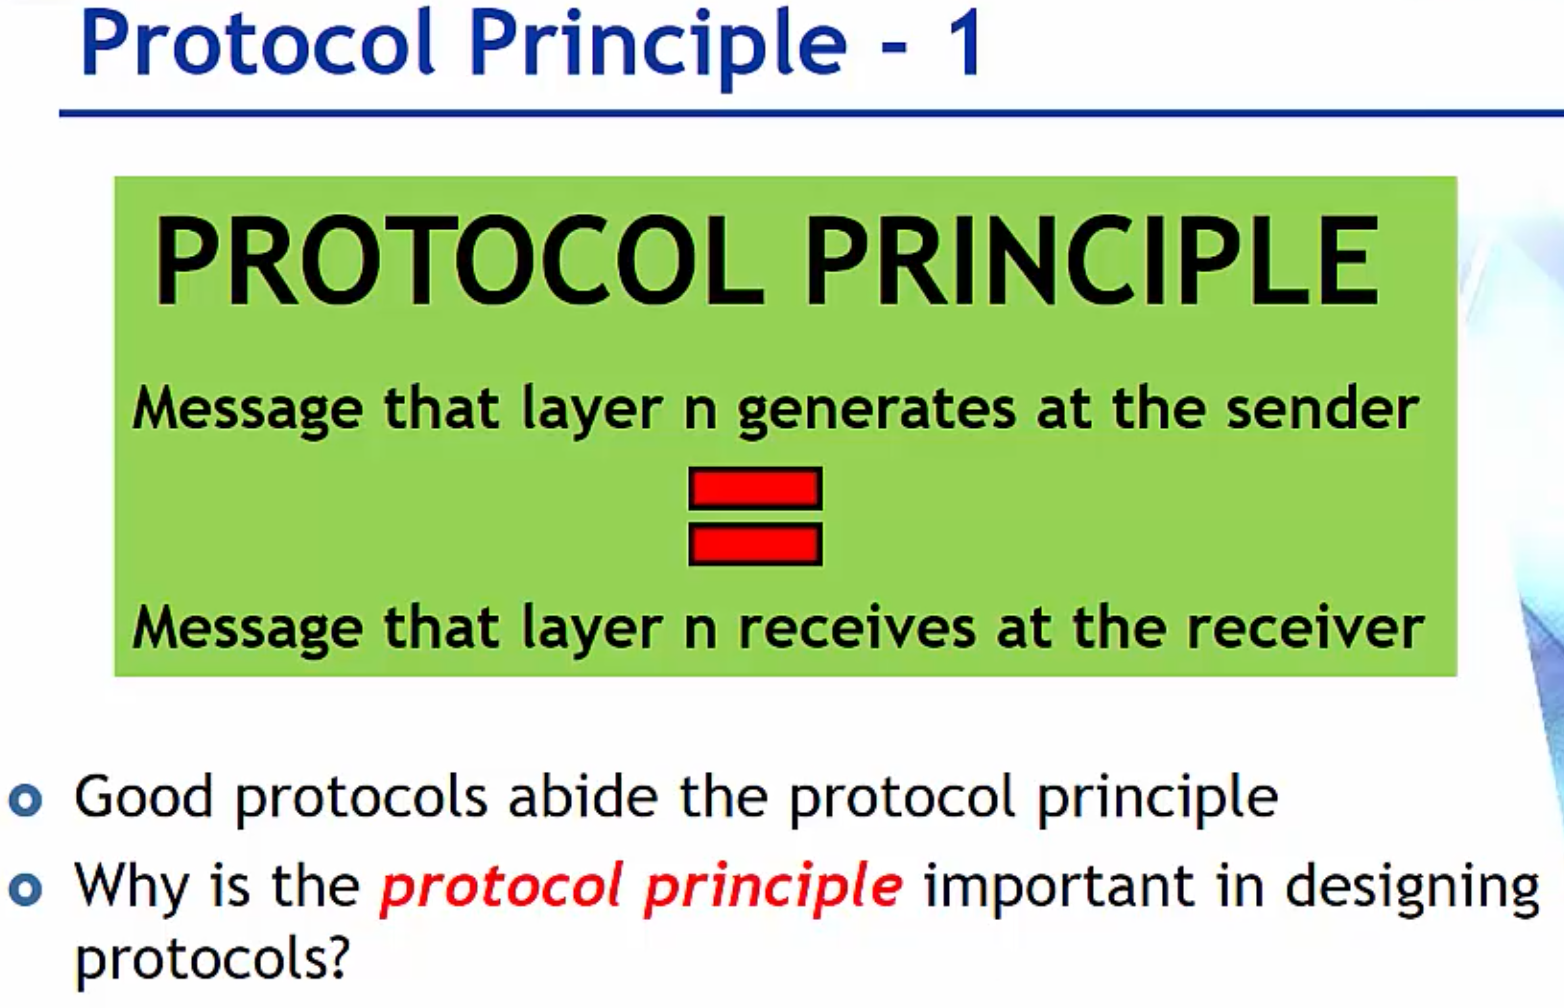 Protocol Principle - 1
PROTOCOL PRINCIPLE
Message that layer n generates at the sender
Message that layer n receives at the receiver
Good protocols abide the protocol principle
Why is the protocol principle important in designing
protocols?